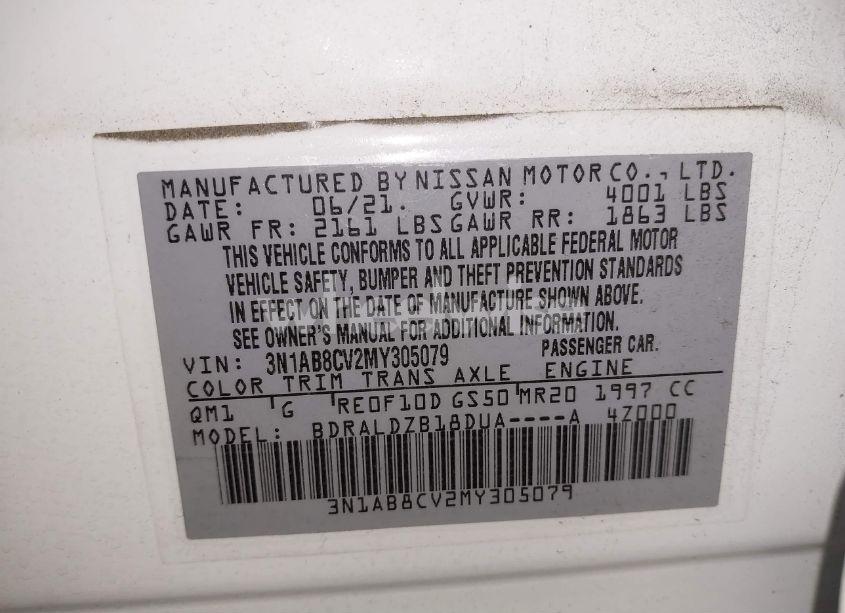 MANUFACTURED BY NISSAN MOTOR CO., LTD.
DATE: 06/21. GVWR: 4001 LBS
GAWR FR: 2161 LBS GAWR RR: 1863 LBS
THIS VEHICLE CONFORMS TO ALL APPLICABLE FEDERAL MOTOR
VEHICLE SAFETY, BUMPER AND THEFT PREVENTION STANDARDS
IN EFFECT ON THE DATE OF MANUFACTURE SHOWN ABOVE.
SEE OWNER'S MANUAL FOR ADDITIONAL INFORMATION.
VIN: 3N1AB8CV2MY305079 PASSENGER CAR.
COLOR TRIM TRANS AXLE ENGINE
QM1 G RE0F10D GS50 MR20 1997 CC
MODEL: BDRALDZB18DUA----A 4Z000
3N1AB8CV2MY305079